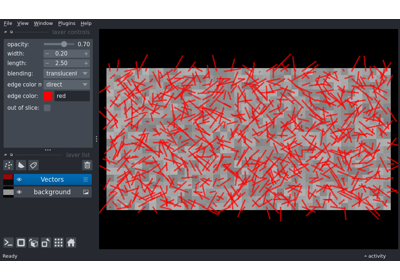 File View Window Plugins Help
layer controls
opacity: 0.70
width: 0.20
length: 2.50
blending: translucent
edge color m direct
edge color: red
out of slice:
layer list
Vectors
background
Ready activity